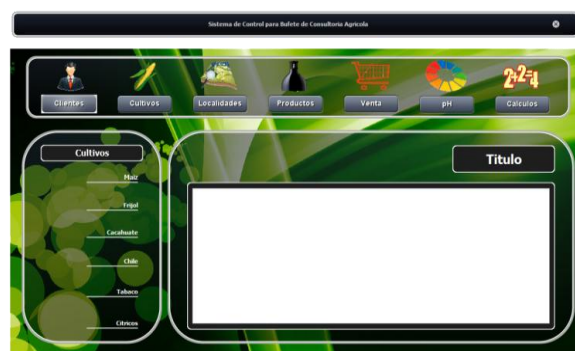 Sistema de Control para Bufete de Consultoria Agricola
2+2=4
Clientes
Cultivos
Localidades
Productos
Venta
pH
Calculos
Cultivos
Maíz
Frijol
Cacahuate
Chile
Tabaco
Citricos
Titulo